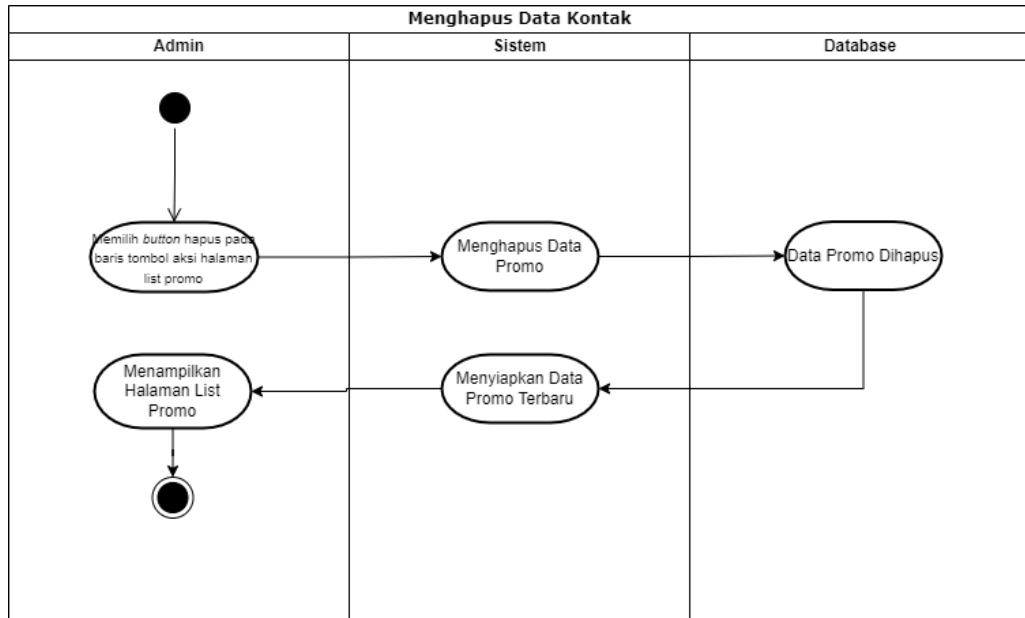 Menghapus Data Kontak
Admin
Sistem
Database
Memilih button hapus pada
baris tombol aksi halaman
list promo
Menghapus Data
Promo
Data Promo Dihapus
Menampilkan
Halaman List
Promo
Menyiapkan Data
Promo Terbaru